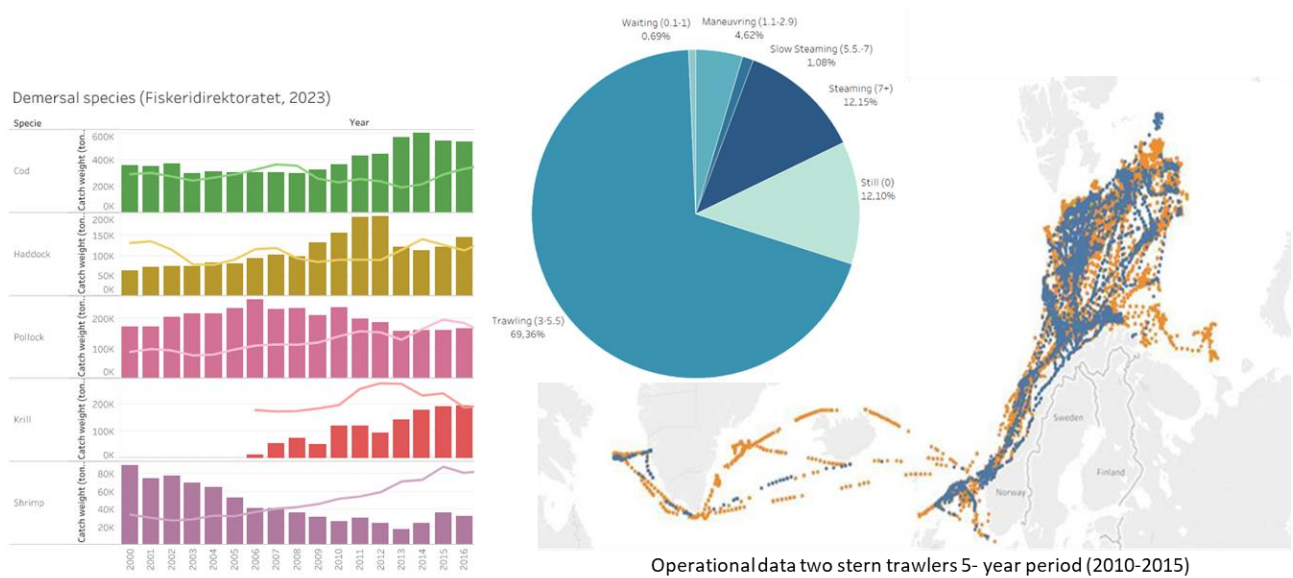 Demersal species (Fiskeridirektoratet, 2023)
Specie
Year
Cod
Catch weight (ton..
600K
400K
200K
0K
Haddock
Catch weight (ton..
200K
150K
100K
50K
0K
Pollock
Catch weight (ton..
200K
100K
0K
Krill
Catch weight (ton..
200K
100K
0K
Shrimp
Catch weight (ton..
80K
60K
40K
20K
2000
2001
2002
2003
2004
2005
2006
2007
2008
2009
2010
2011
2012
2013
2014
2015
2016
Waiting (0.1-1)
0,69%
Maneuvring (1.1-2.9)
4,62%
Slow Steaming (5.5.-7)
1,08%
Steaming (7+)
12,15%
Still (0)
12,10%
Trawling (3-5.5)
69,36%
Sweden
Finland
Norway
Operational data two stern trawlers 5- year period (2010-2015)